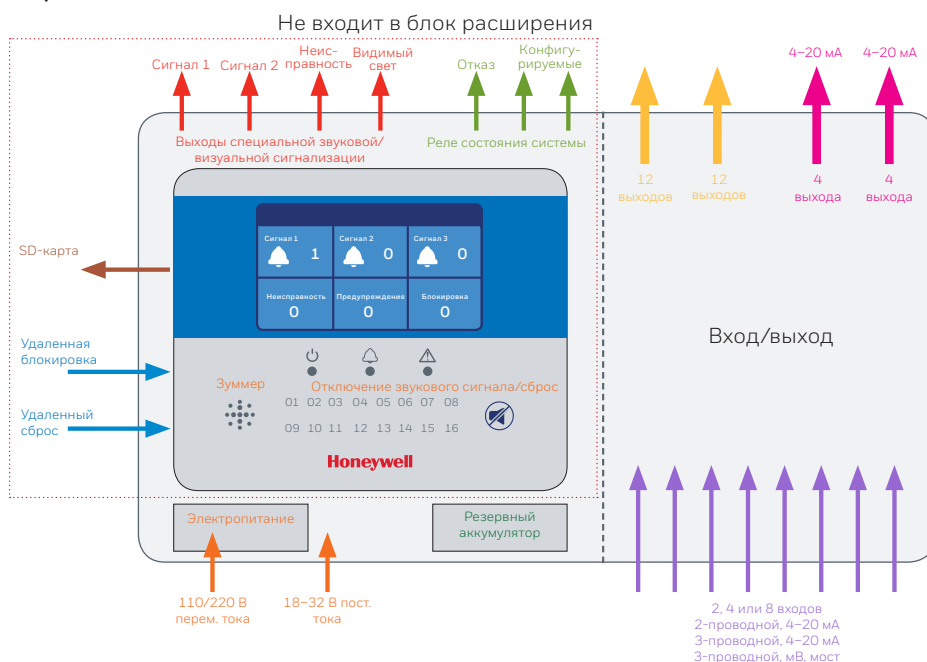 Не входит в блок расширения
Сигнал 1
Сигнал 2
Неис-
правность
Видимый
свет
Отказ
Конфигу-
рируемые
4–20 мА
4–20 мА
Выходы специальной звуковой/
визуальной сигнализации
Реле состояния системы
12
выходов
12
выходов
4
выхода
4
выхода
SD-карта
Сигнал 1
1
Сигнал 2
0
Сигнал 3
0
Неисправность
0
Предупреждение
0
Блокировка
0
Вход/выход
Удаленная
блокировка
Зуммер
Отключение звукового сигнала/сброс
01 02 03 04 05 06 07 08
09 10 11 12 13 14 15 16
Удаленный
сброс
Honeywell
Электропитание
Резервный
аккумулятор
110/220 В
перем. тока
18–32 В пост.
тока
2, 4 или 8 входов
2-проводной, 4–20 мА
3-проводной, 4–20 мА
3-проводной, мВ, мост